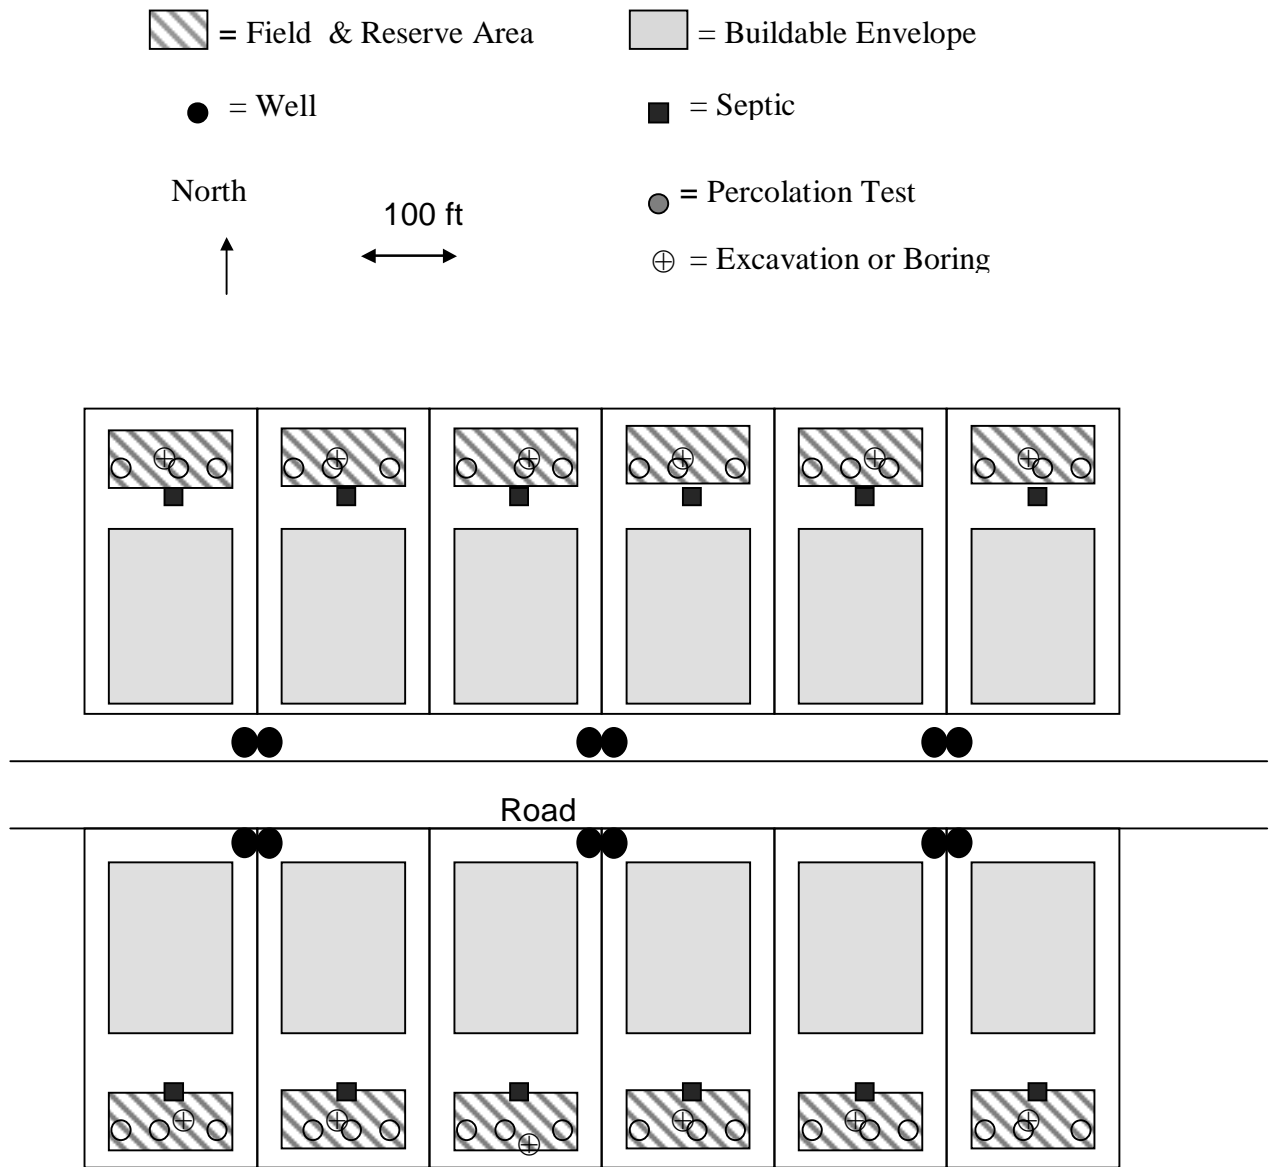 = Field & Reserve Area
= Buildable Envelope
= Well
= Septic
North
100 ft
= Percolation Test
= Excavation or Boring
Road